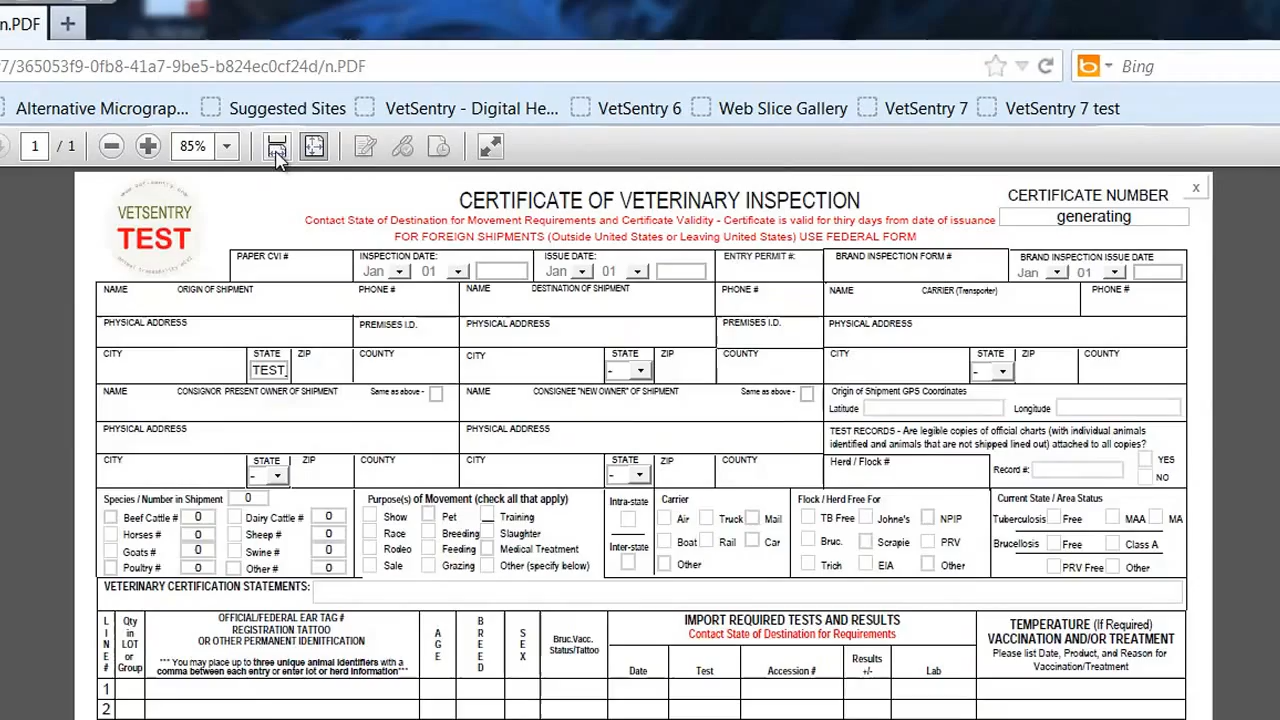 n.PDF
7/365053f9-0fb8-41a7-9be5-b824ec0cf24d/n.PDF
Bing
Alternative Micrograp... Suggested Sites VetSentry - Digital He... VetSentry 6 Web Slice Gallery VetSentry 7 VetSentry 7 test
1 / 1 85%
VETSENTRY
TEST
CERTIFICATE OF VETERINARY INSPECTION
Contact State of Destination for Movement Requirements and Certificate Validity - Certificate is valid for thiry days from date of issuance
FOR FOREIGN SHIPMENTS (Outside United States or Leaving United States) USE FEDERAL FORM
CERTIFICATE NUMBER
generating
x
PAPER CVI # INSPECTION DATE: ISSUE DATE: ENTRY PERMIT #: BRAND INSPECTION FORM # BRAND INSPECTION ISSUE DATE
Jan 01 Jan 01 Jan 01
NAME ORIGIN OF SHIPMENT PHONE # NAME DESTINATION OF SHIPMENT PHONE # NAME CARRIER (Transporter) PHONE #
PHYSICAL ADDRESS PREMISES I.D. PHYSICAL ADDRESS PREMISES I.D. PHYSICAL ADDRESS
CITY STATE ZIP COUNTY CITY STATE ZIP COUNTY CITY STATE ZIP COUNTY
TEST - -
NAME CONSIGNOR PRESENT OWNER OF SHIPMENT Same as above - NAME CONSIGNEE "NEW OWNER" OF SHIPMENT Same as above - Origin of Shipment GPS Coordinates
Latitude Longitude
PHYSICAL ADDRESS PHYSICAL ADDRESS TEST RECORDS - Are legible copies of official charts (with individual animals
identified and animals that are not shipped lined out) attached to all copies?
CITY STATE ZIP COUNTY CITY STATE ZIP COUNTY Herd / Flock # Record #: YES
- - NO
Species / Number in Shipment 0 Purpose(s) of Movement (check all that apply) Intra-state Carrier Flock / Herd Free For Current State / Area Status
Beef Cattle # 0 Dairy Cattle # 0 Show Pet Training Air Truck Mail TB Free Johne's NPIP Tuberculosis Free MAA MA
Horses # 0 Sheep # 0 Race Breeding Slaughter Inter-state Boat Rail Car Bruc. Scrapie PRV Brucellosis Free Class A
Goats # 0 Swine # 0 Rodeo Feeding Medical Treatment
Poultry # 0 Other # 0 Sale Grazing Other (specify below) Other Trich EIA Other PRV Free Other
VETERINARY CERTIFICATION STATEMENTS:
LINE # Qty in LOT or Group
OFFICIAL/FEDERAL EAR TAG #
REGISTRATION TATTOO
OR OTHER PERMANENT IDENITIFICATION
*** You may place up to three unique animal identifiers with a
comma between each entry or enter lot or herd information***
AGE BREED SEX Bruc.Vacc. Status/Tattoo
IMPORT REQUIRED TESTS AND RESULTS
Contact State of Destination for Requirements
Date Test Accession # Results +/- Lab
TEMPERATURE (If Required)
VACCINATION AND/OR TREATMENT
Please list Date, Product, and Reason for
Vaccination/Treatment
1
2